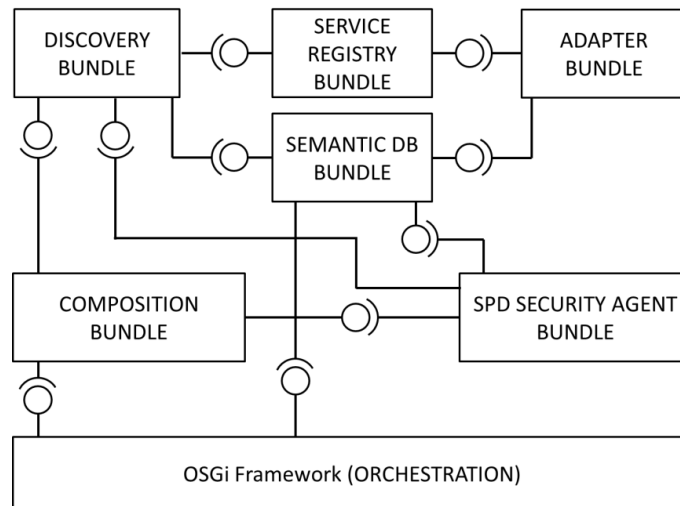 DISCOVERY
BUNDLE
SERVICE
REGISTRY
BUNDLE
ADAPTER
BUNDLE
SEMANTIC DB
BUNDLE
COMPOSITION
BUNDLE
SPD SECURITY AGENT
BUNDLE
OSGi Framework (ORCHESTRATION)